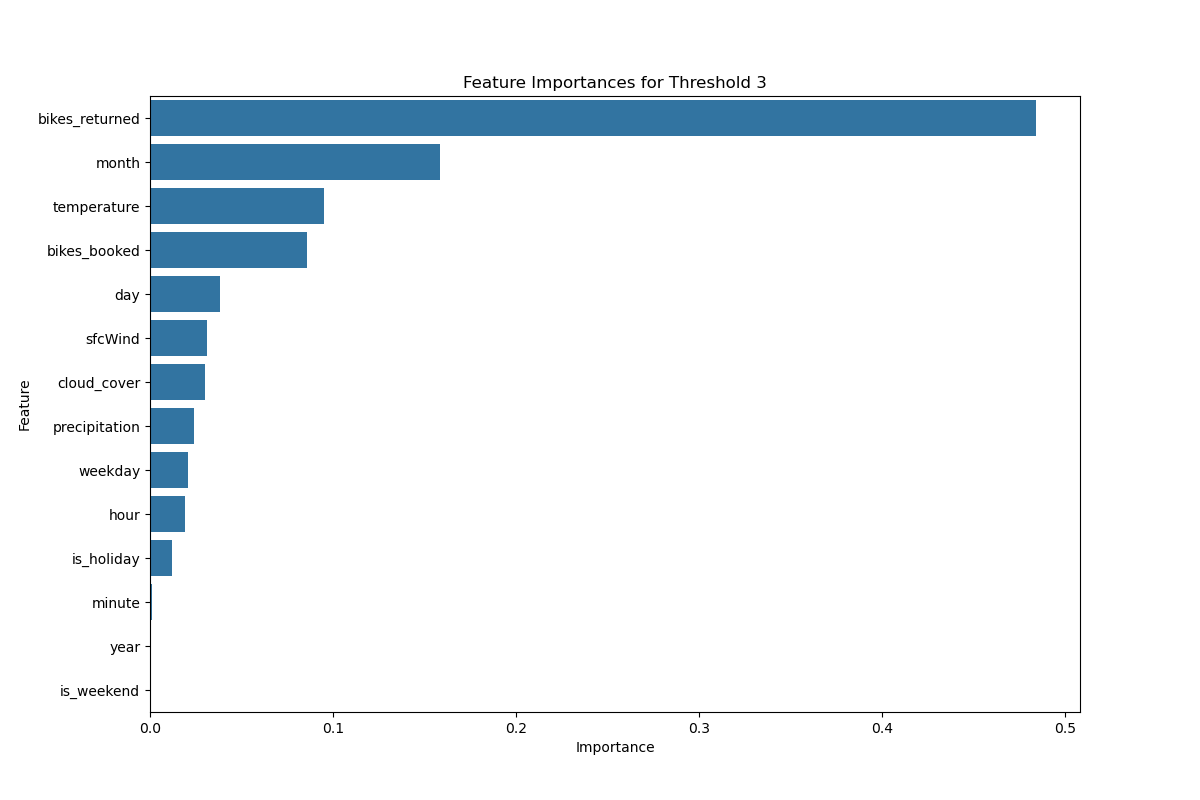 Feature Importances for Threshold 3
Feature
bikes_returned
month
temperature
bikes_booked
day
sfcWind
cloud_cover
precipitation
weekday
hour
is_holiday
minute
year
is_weekend
0.0 0.1 0.2 0.3 0.4 0.5
Importance